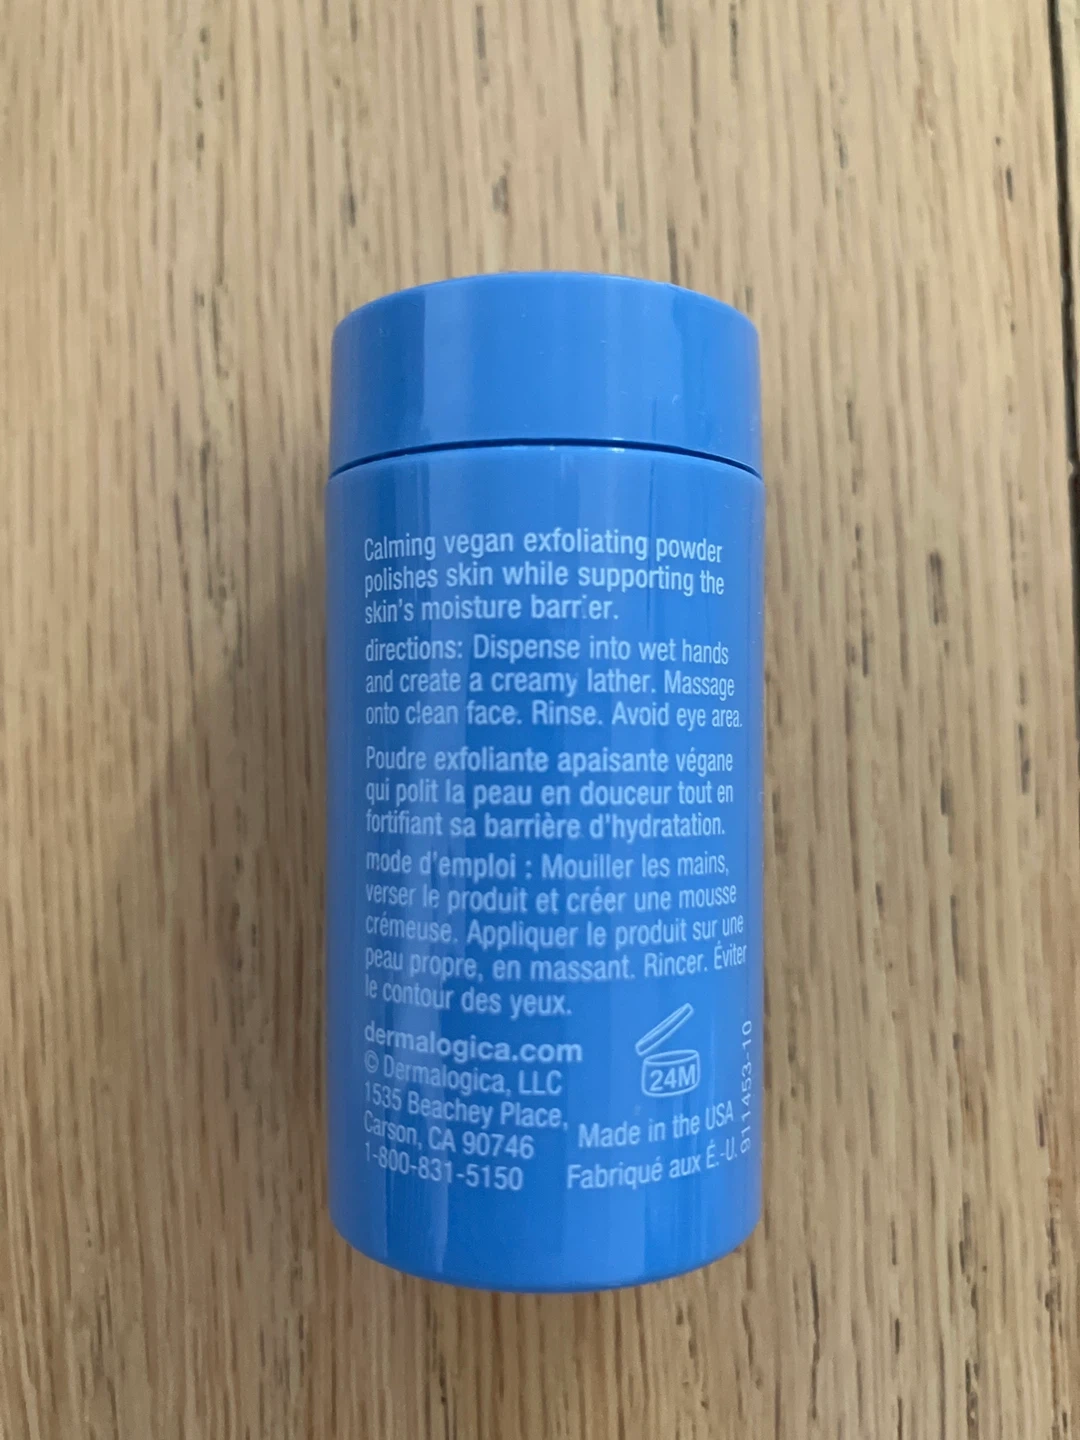 Calming vegan exfoliating powder
polishes skin while supporting the
skin's moisture barrier.
directions: Dispense into wet hands
and create a creamy lather. Massage
onto clean face. Rinse. Avoid eye area.
Poudre exfoliante apaisante végane
qui polit la peau en douceur tout en
fortifiant sa barrière d'hydratation.
mode d'emploi : Mouiller les mains,
verser le produit et créer une mousse
crémeuse. Appliquer le produit sur une
peau propre, en massant. Rincer. Éviter
le contour des yeux.
dermalogica.com
© Dermalogica, LLC
1535 Beachey Place,
Carson, CA 90746
1-800-831-5150
24M
Made in the USA
Fabriqué aux É.-U.
911453-10